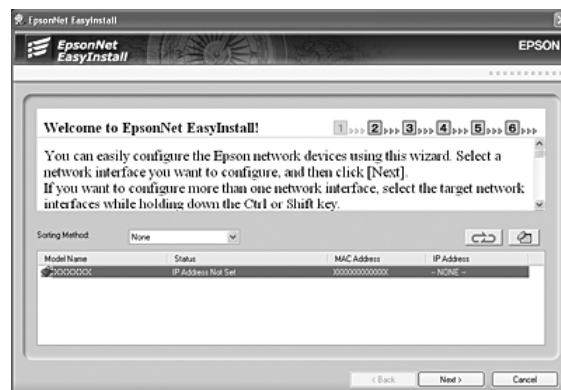 EpsonNet EasyInstall
EpsonNet
EasyInstall
EPSON
Welcome to EpsonNet EasyInstall!
1 2 3 4 5 6
You can easily configure the Epson network devices using this wizard. Select a
network interface you want to configure, and then click [Next].
If you want to configure more than one network interface, select the target network
interfaces while holding down the Ctrl or Shift key.
Sorting Method: None
Model Name Status MAC Address IP Address
XXXXXXX IP Address Not Set XXXXXXXXXXXX -- NONE --
< Back Next > Cancel